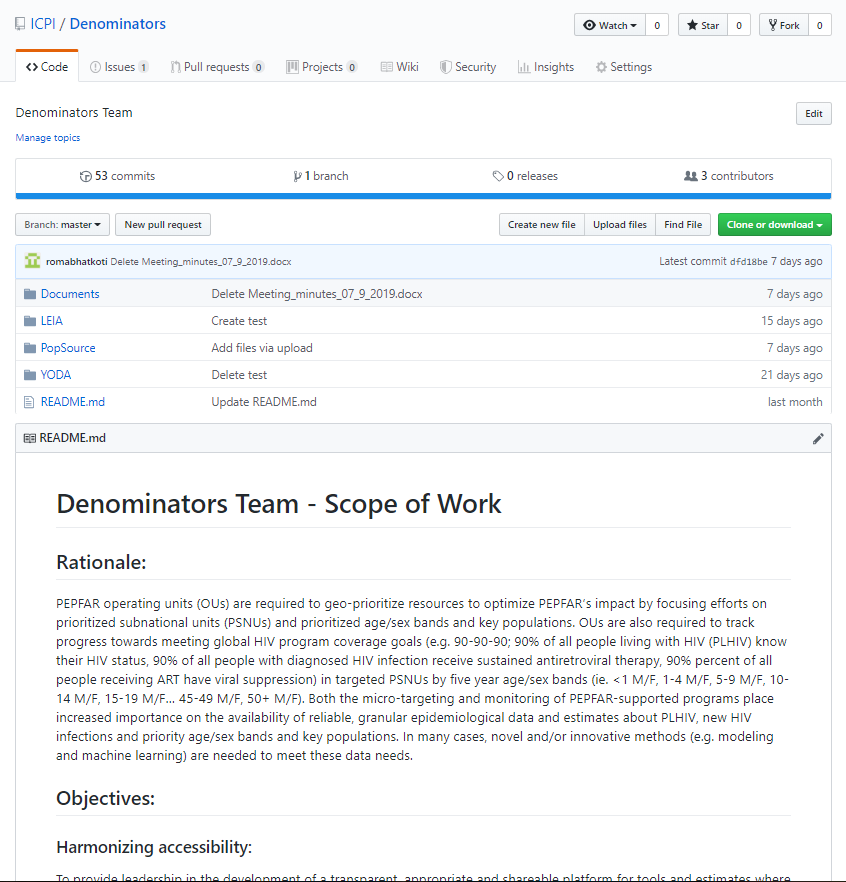 ICPI / Denominators
Watch 0 Star 0 Fork 0
Code Issues 1 Pull requests 0 Projects 0 Wiki Security Insights Settings
Denominators Team Edit
Manage topics
53 commits 1 branch 0 releases 3 contributors
Branch: master New pull request Create new file Upload files Find File Clone or download
romabhatkoti Delete Meeting_minutes_07_9_2019.docx Latest commit dfd18be 7 days ago
Documents Delete Meeting_minutes_07_9_2019.docx 7 days ago
LEIA Create test 15 days ago
PopSource Add files via upload 7 days ago
YODA Delete test 21 days ago
README.md Update README.md last month
README.md
Denominators Team - Scope of Work
Rationale:
PEPFAR operating units (OUs) are required to geo-prioritize resources to optimize PEPFAR's impact by focusing efforts on
prioritized subnational units (PSNUs) and prioritized age/sex bands and key populations. OUs are also required to track
progress towards meeting global HIV program coverage goals (e.g. 90-90-90; 90% of all people living with HIV (PLHIV) know
their HIV status, 90% of all people with diagnosed HIV infection receive sustained antiretroviral therapy, 90% percent of all
people receiving ART have viral suppression) in targeted PSNUs by five year age/sex bands (ie. <1 M/F, 1-4 M/F, 5-9 M/F, 10-
14 M/F, 15-19 M/F... 45-49 M/F, 50+ M/F). Both the micro-targeting and monitoring of PEPFAR-supported programs place
increased importance on the availability of reliable, granular epidemiological data and estimates about PLHIV, new HIV
infections and priority age/sex bands and key populations. In many cases, novel and/or innovative methods (e.g. modeling
and machine learning) are needed to meet these data needs.
Objectives:
Harmonizing accessibility:
To provide leadership in the development of a transparent, appropriate and shareable platform for tools and estimates where